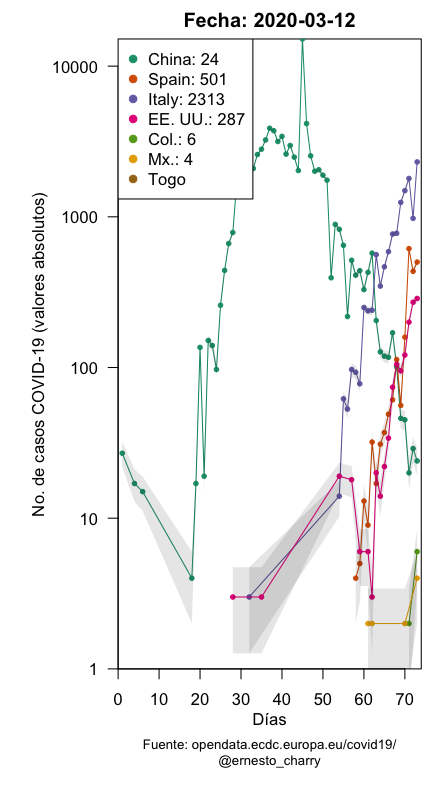 Fecha: 2020-03-12
China: 24
Spain: 501
Italy: 2313
EE. UU.: 287
Col.: 6
Mx.: 4
Togo
No. de casos COVID-19 (valores absolutos)
10000
1000
100
10
1
0 10 20 30 40 50 60 70
Días
Fuente: opendata.ecdc.europa.eu/covid19/
@ernesto_charry